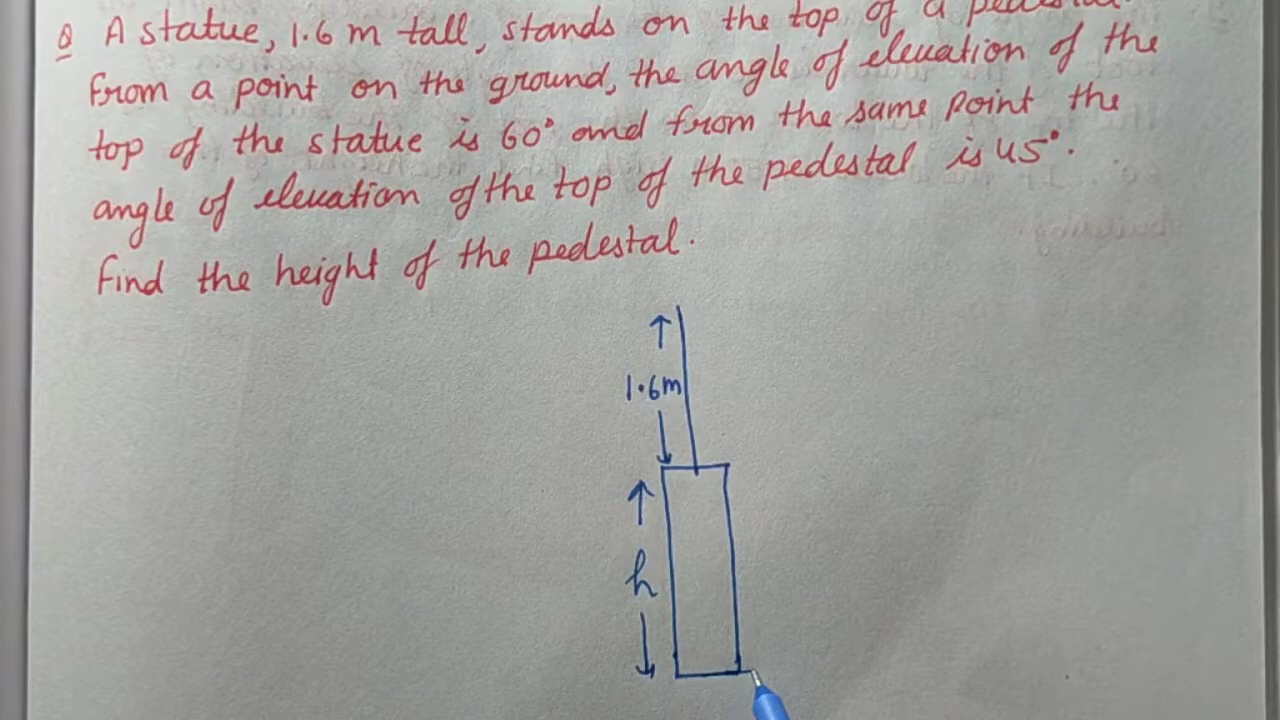 Q A statue, 1.6 m tall, stands on the top of a pedestal.
From a point on the ground, the angle of elevation of the
top of the statue is 60° and from the same point the
angle of elevation of the top of the pedestal is 45°.
Find the height of the pedestal.
1.6m
h